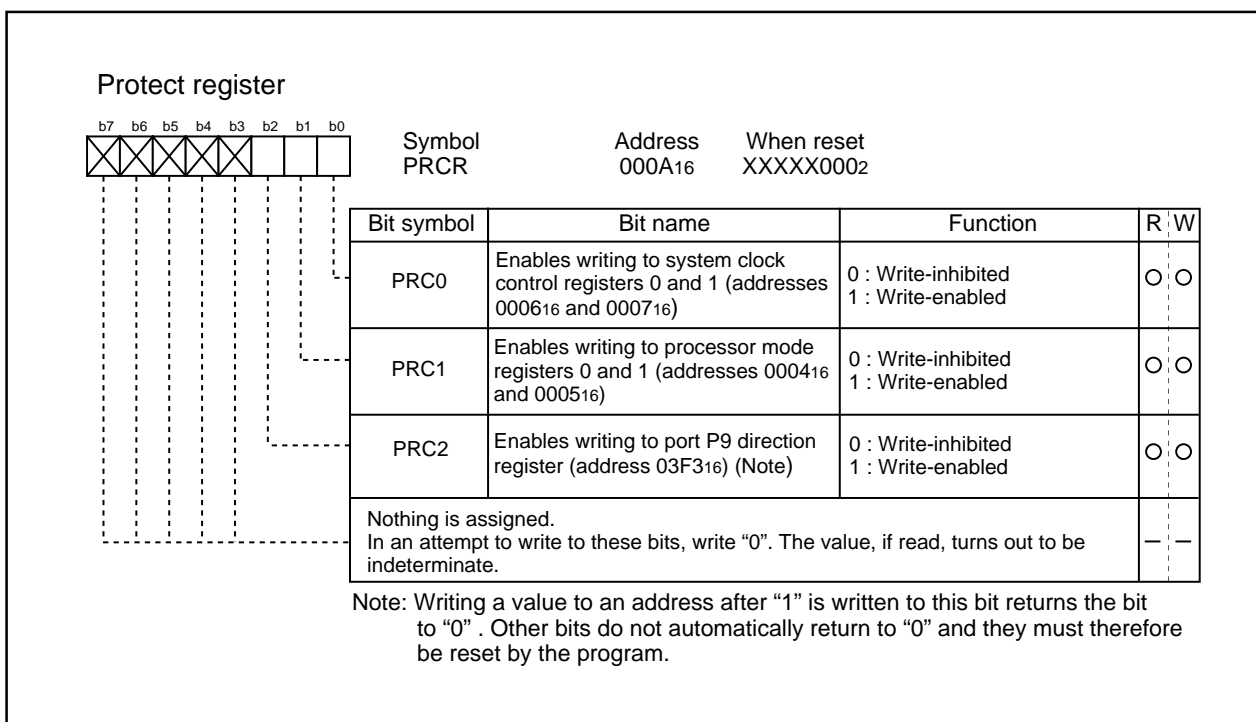 Protect register
b7 b6 b5 b4 b3 b2 b1 b0
Symbol Address When reset
PRCR 000A16 XXXXX0002
Bit symbol Bit name Function R W
PRC0
Enables writing to system clock
control registers 0 and 1 (addresses
000616 and 000716)
0 : Write-inhibited
1 : Write-enabled
PRC1
Enables writing to processor mode
registers 0 and 1 (addresses 000416
and 000516)
0 : Write-inhibited
1 : Write-enabled
PRC2
Enables writing to port P9 direction
register (address 03F316) (Note)
0 : Write-inhibited
1 : Write-enabled
Nothing is assigned.
In an attempt to write to these bits, write “0”. The value, if read, turns out to be
indeterminate.
Note: Writing a value to an address after “1” is written to this bit returns the bit
to “0” . Other bits do not automatically return to “0” and they must therefore
be reset by the program.